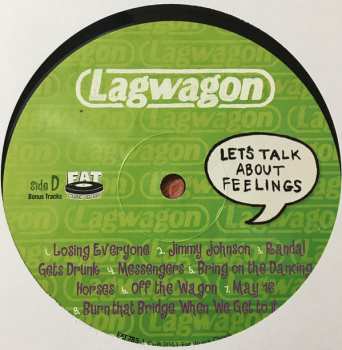 Lagwagon
LET'S TALK
ABOUT
FEELINGS
Side D
Bonus Tracks
FAT
1. Losing Everyone 2. Jimmy Johnson 3. Randal
Gets Drunk 4. Messengers 5. Bring on the Dancing
Horses 6. Off the Wagon 7. May 16
8. Burn that Bridge When We Get to it